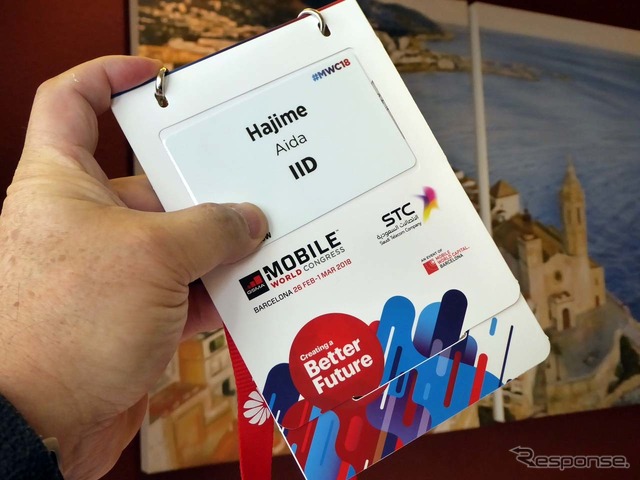 #MWC18
Hajime
Aida
IID
GSMA
MOBILE™
WORLD CONGRESS
BARCELONA 26 FEB-1 MAR 2018
STC
الاتصالات السعودية
Saudi Telecom Company
AN EVENT OF
MOBILE
WORLD CAPITAL
BARCELONA
Creating a
Better
Future
Response.